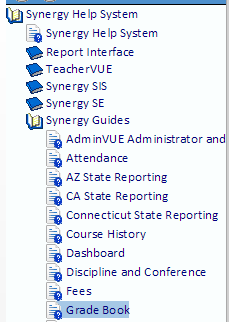 Synergy Help System
Synergy Help System
Report Interface
TeacherVUE
Synergy SIS
Synergy SE
Synergy Guides
AdminVUE Administrator and
Attendance
AZ State Reporting
CA State Reporting
Connecticut State Reporting
Course History
Dashboard
Discipline and Conference
Fees
Grade Book